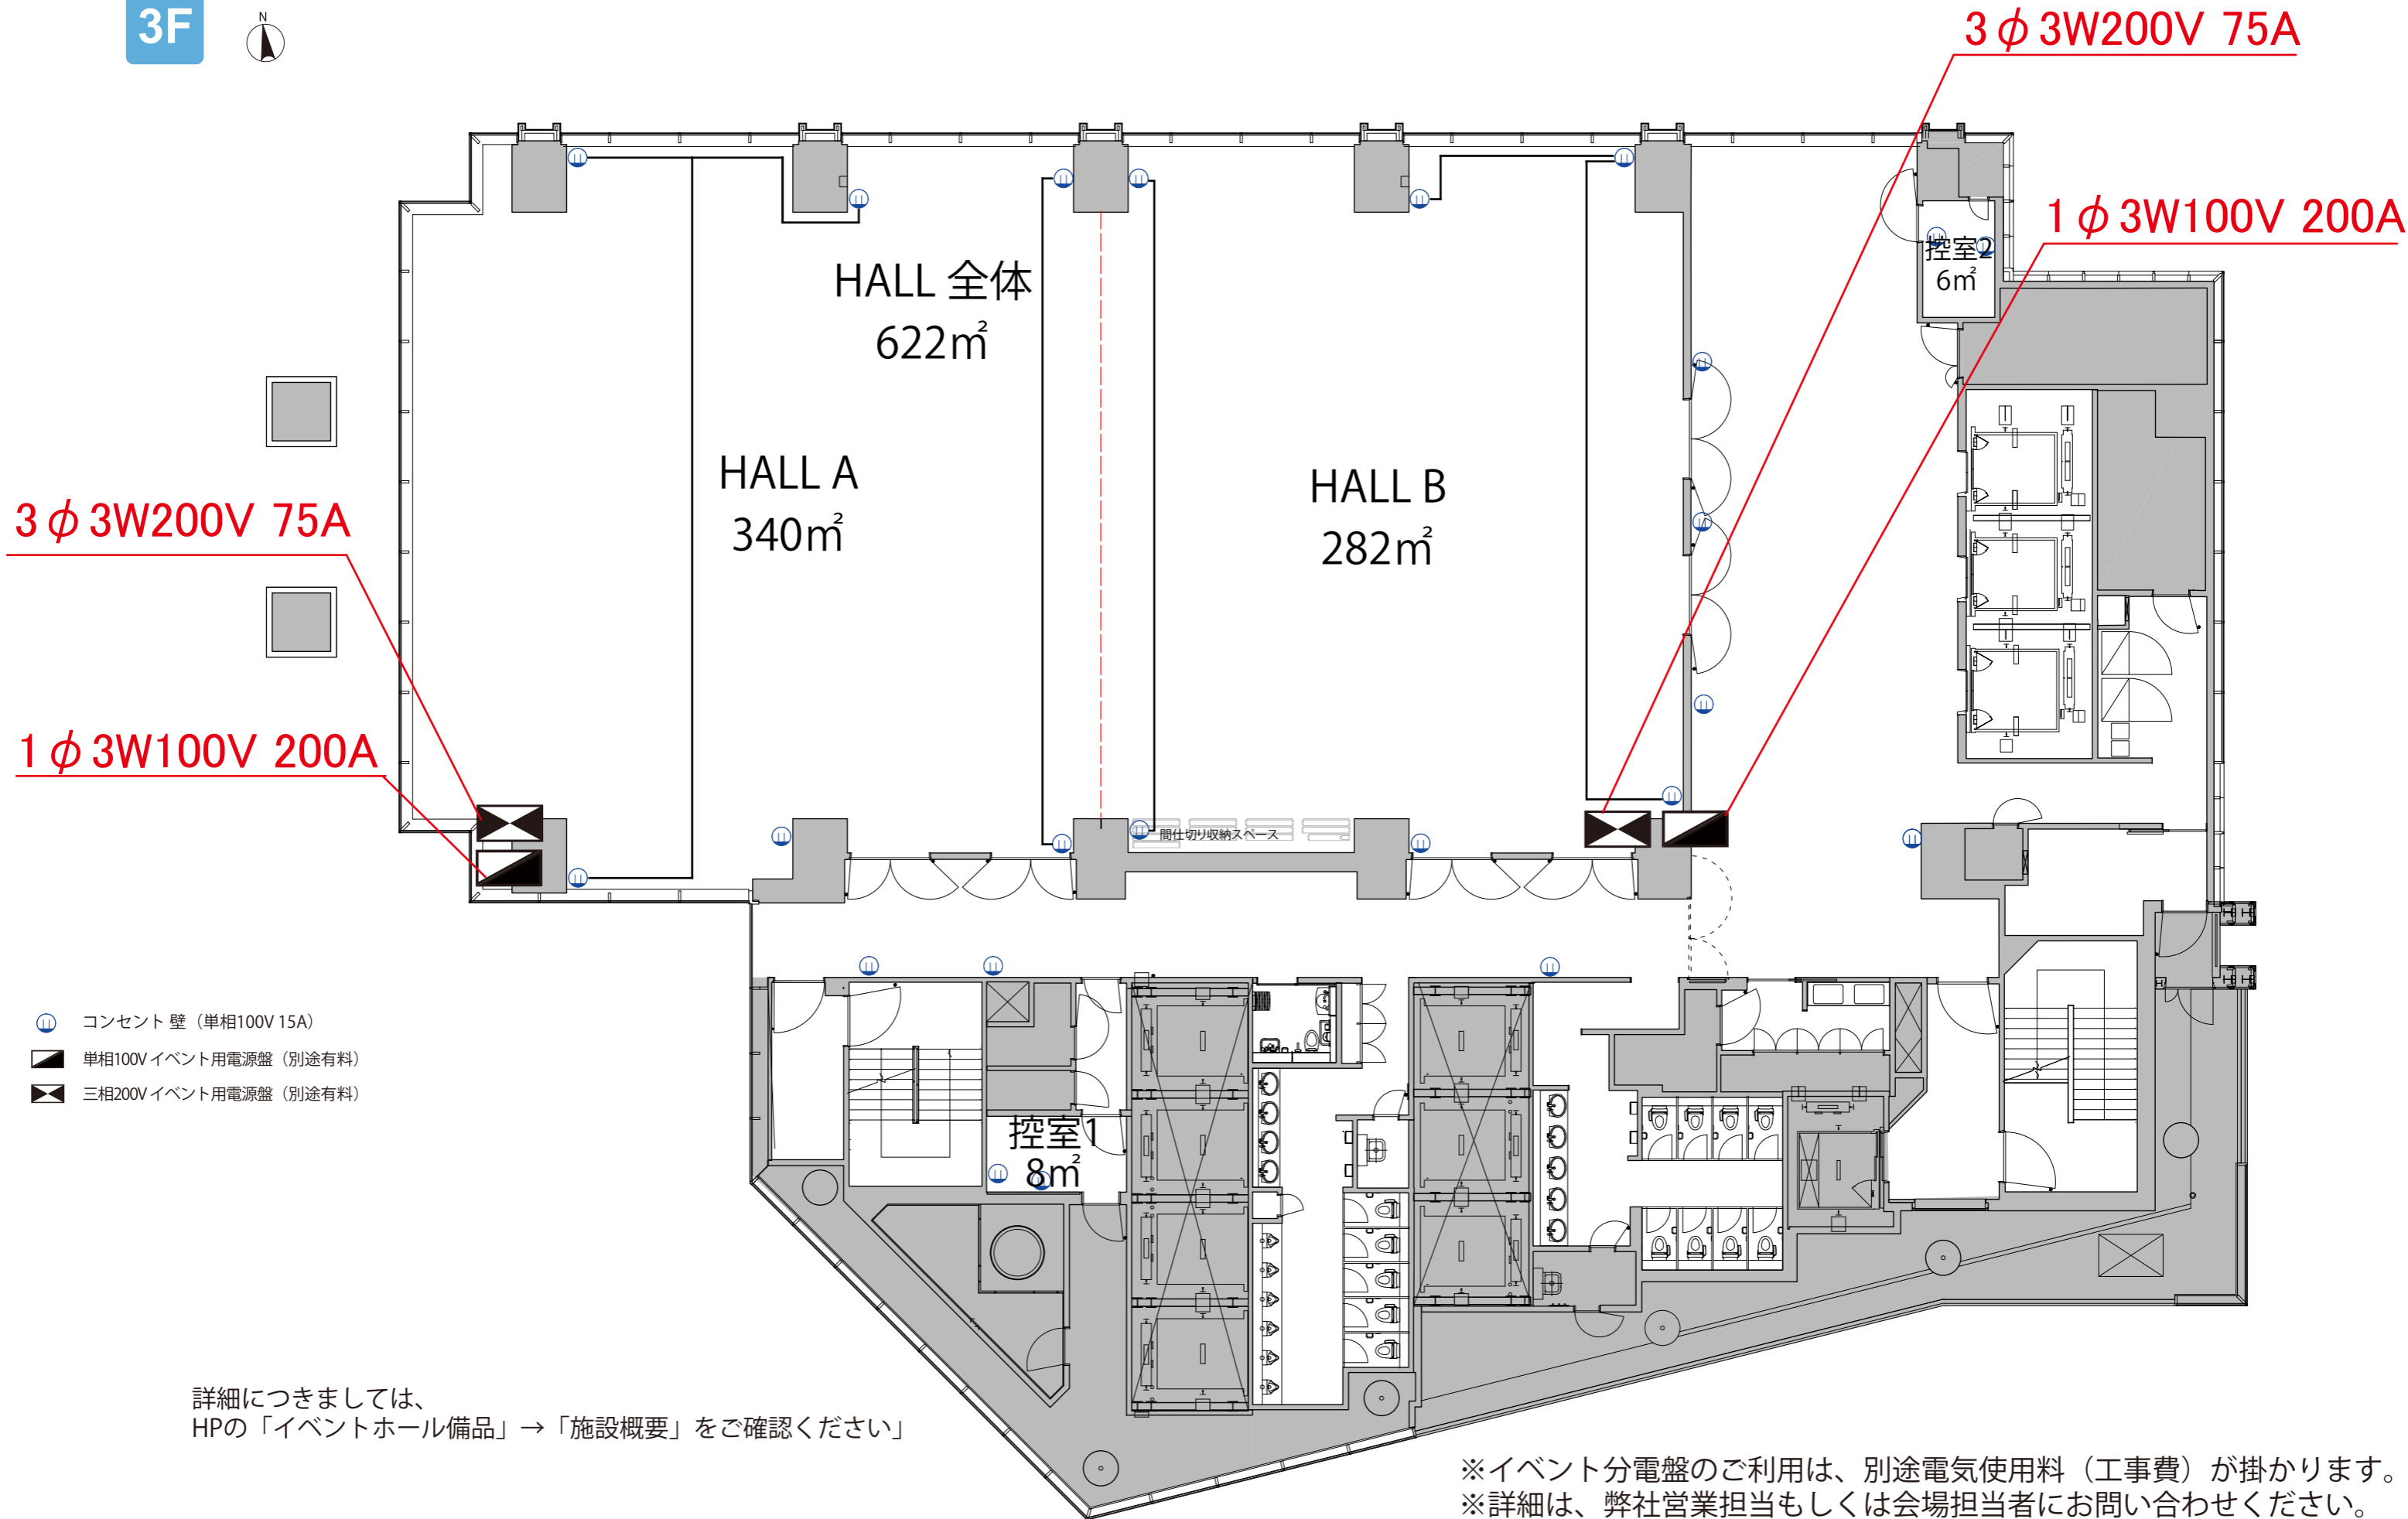 3F
N
3φ3W200V 75A
1φ3W100V 200A
控室2
6㎡
HALL 全体
622㎡
HALL A
340㎡
HALL B
282㎡
3φ3W200V 75A
1φ3W100V 200A
間仕切り収納スペース
コンセント 壁（単相100V 15A）
単相100V イベント用電源盤（別途有料）
三相200V イベント用電源盤（別途有料）
控室1
8㎡
詳細につきましては、
HPの「イベントホール備品」→「施設概要」をご確認ください」
※イベント分電盤のご利用は、別途電気使用料（工事費）が掛かります。
※詳細は、弊社営業担当もしくは会場担当者にお問い合わせください。